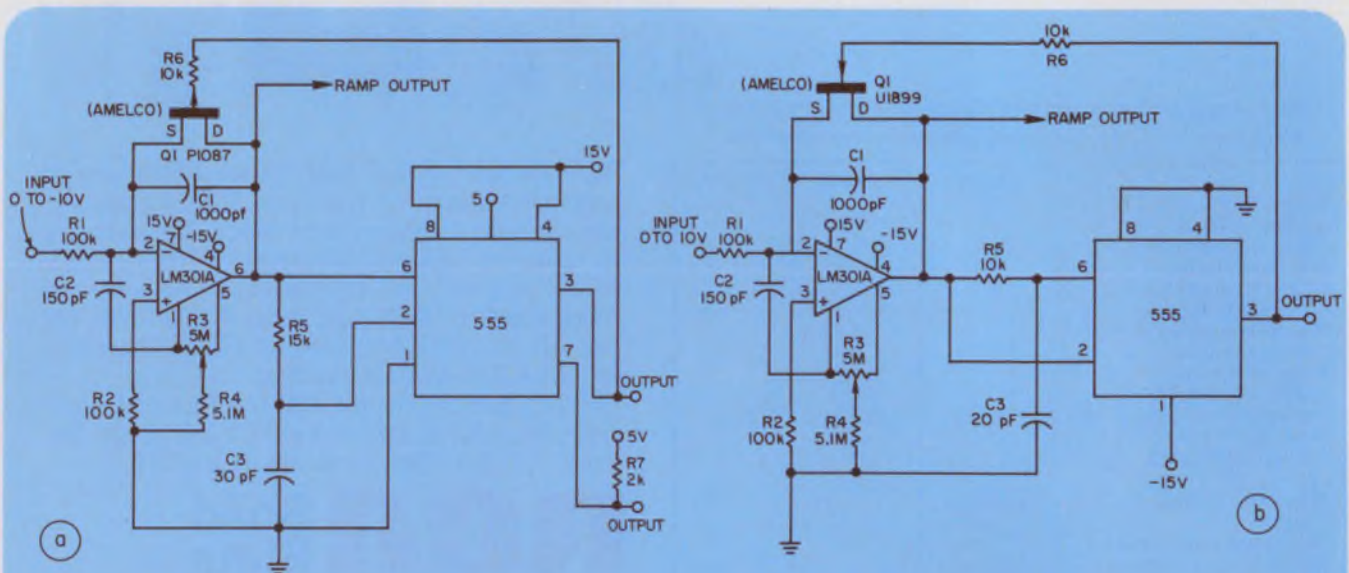 R6
10k
RAMP OUTPUT
(AMELCO)
S
D
Q1 P1087
INPUT
0 TO -10V
C1
1000pf
R1
100k
15V
7
-15V
4
2
−
LM301A
6
3
+
1
5
C2
150pF
R3
5M
R2
100k
R4
5.1M
R5
15k
C3
30 pF
15V
5
8
4
6
3
2
555
1
7
OUTPUT
5V
R7
2k
OUTPUT
a
10k
R6
(AMELCO)
Q1
U1899
S
D
RAMP OUTPUT
C1
1000pF
INPUT
0 TO 10V
R1
100k
15V
7
-15V
4
2
−
LM301A
3
+
1
5
C2
150pF
R3
5M
R2
100k
R4
5.1M
R5
10k
C3
20 pF
8
4
6
555
3
OUTPUT
2
1
-15V
b